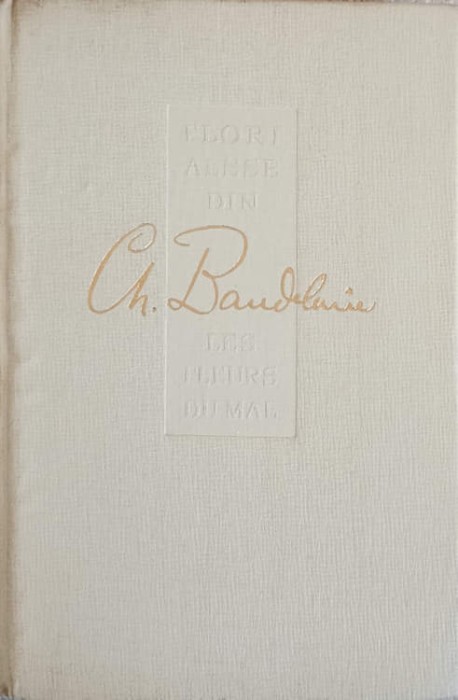 FLORI
ALESE
DIN
Ch. Baudelaire
LES
FLEURS
DU MAL